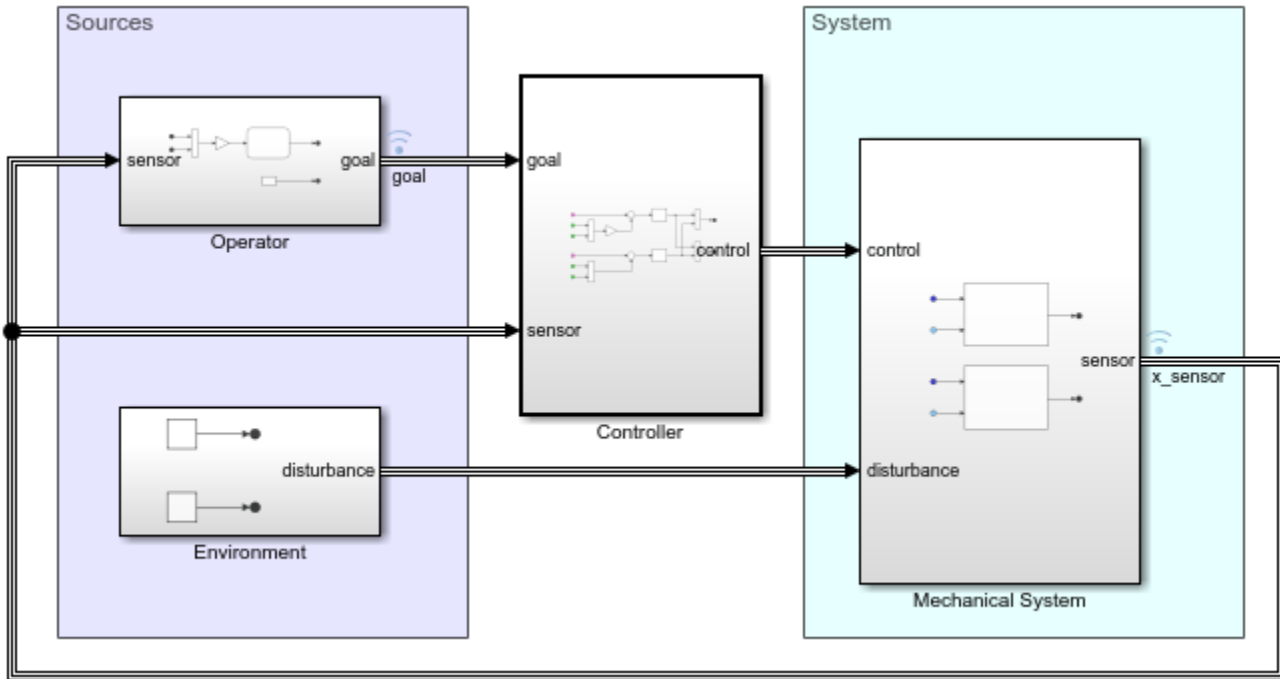 Sources
System
sensor
goal
goal
Operator
goal
control
sensor
Controller
control
sensor
x_sensor
disturbance
Mechanical System
disturbance
Environment